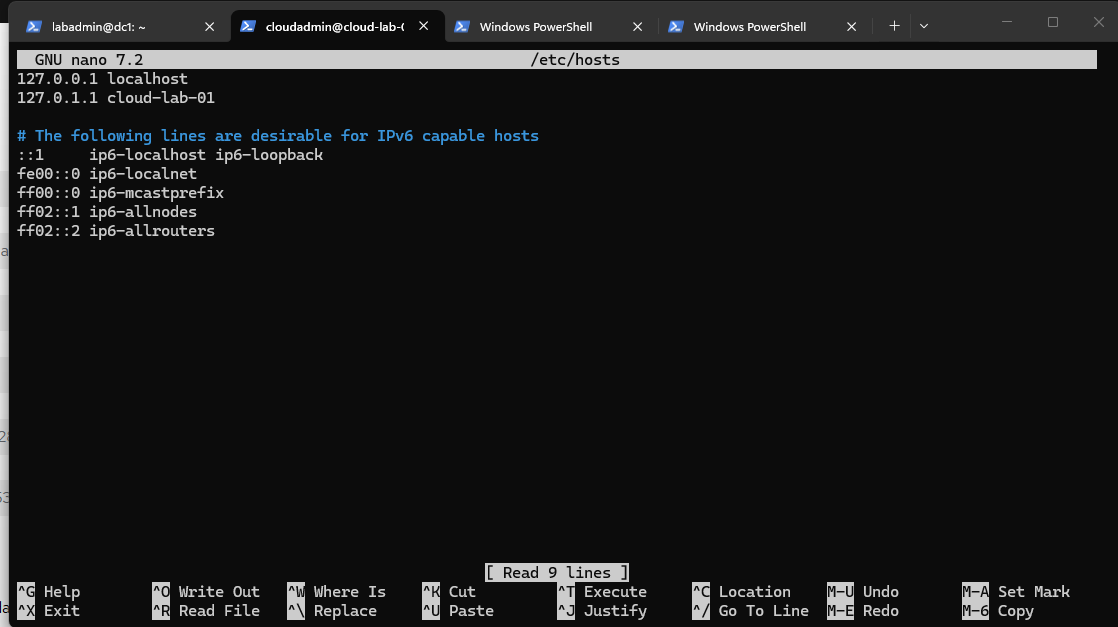 labadmin@dc1: ~
cloudadmin@cloud-lab-
Windows PowerShell
Windows PowerShell
GNU nano 7.2 /etc/hosts
127.0.0.1 localhost
127.0.1.1 cloud-lab-01
# The following lines are desirable for IPv6 capable hosts
::1     ip6-localhost ip6-loopback
fe00::0 ip6-localnet
ff00::0 ip6-mcastprefix
ff02::1 ip6-allnodes
ff02::2 ip6-allrouters
[ Read 9 lines ]
^G Help ^O Write Out ^W Where Is ^K Cut ^T Execute ^C Location M-U Undo M-A Set Mark
^X Exit ^R Read File ^\ Replace ^U Paste ^J Justify ^/ Go To Line M-E Redo M-6 Copy